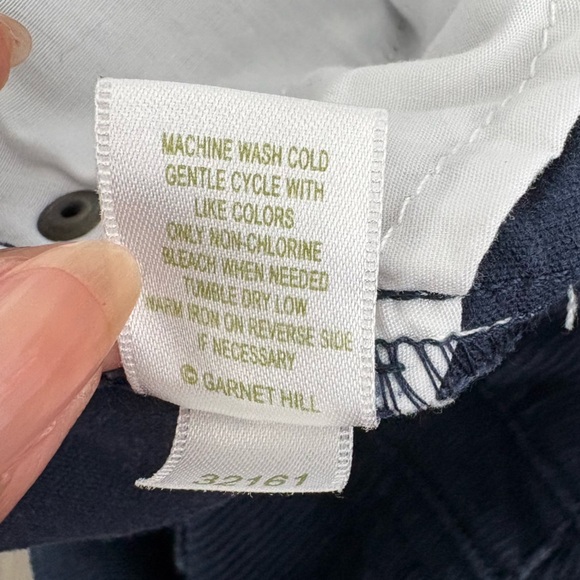 MACHINE WASH COLD
GENTLE CYCLE WITH
LIKE COLORS
ONLY NON-CHLORINE
BLEACH WHEN NEEDED
TUMBLE DRY LOW
WARM IRON ON REVERSE SIDE
IF NECESSARY
© GARNET HILL
32161